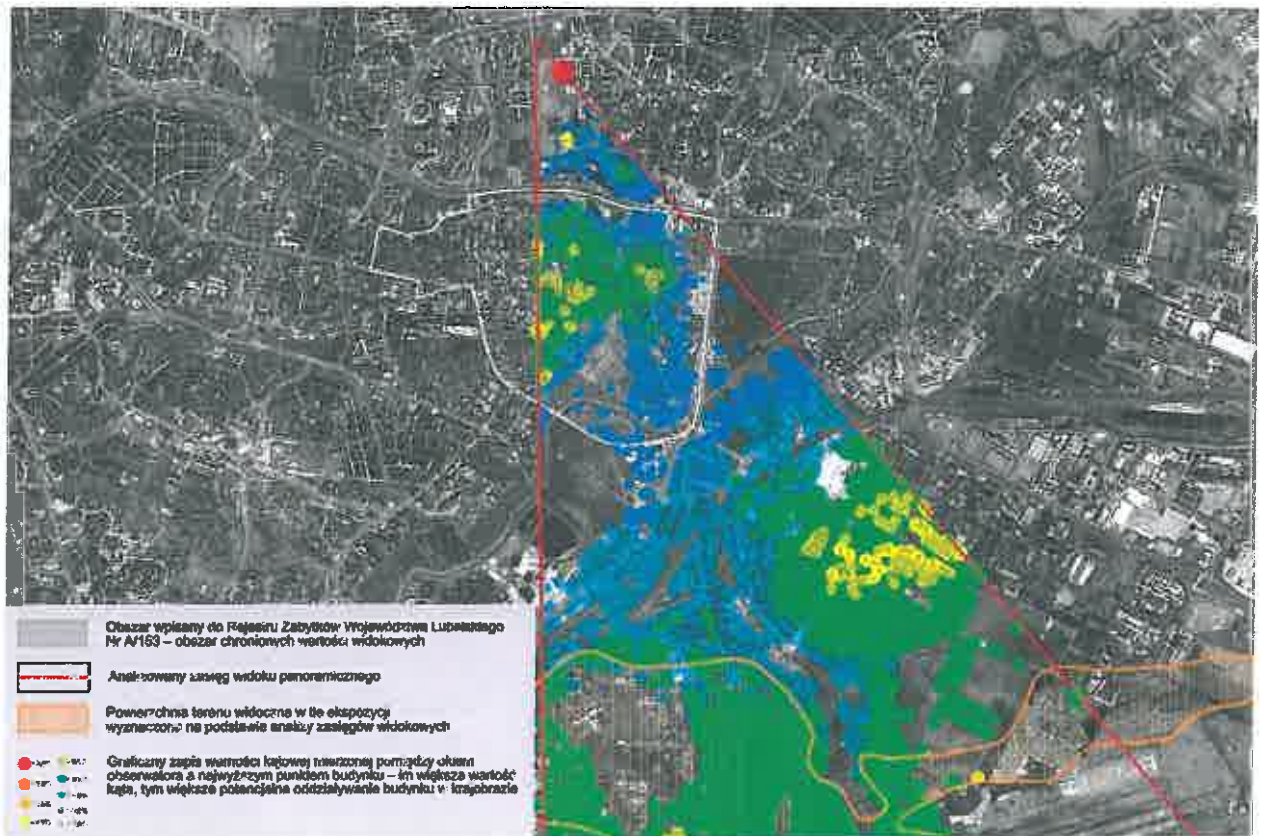 Obszar wpisany do Rejestru Zabytków Województwa Lubelskiego
Nr A/153 – obszar chronionych wartości widokowych
Analizowany zasięg widoku panoramicznego
Powierzchnia terenu widoczna w tle ekspozycji
wyznaczono na podstawie analizy zasięgów widokowych
Graficzny zapis wartości kątowej mierzonej pomiędzy okiem
obserwatora a najwyższym punktem budynku – im większa wartość
kąta, tym większe potencjalne oddziaływanie budynku w krajobrazie